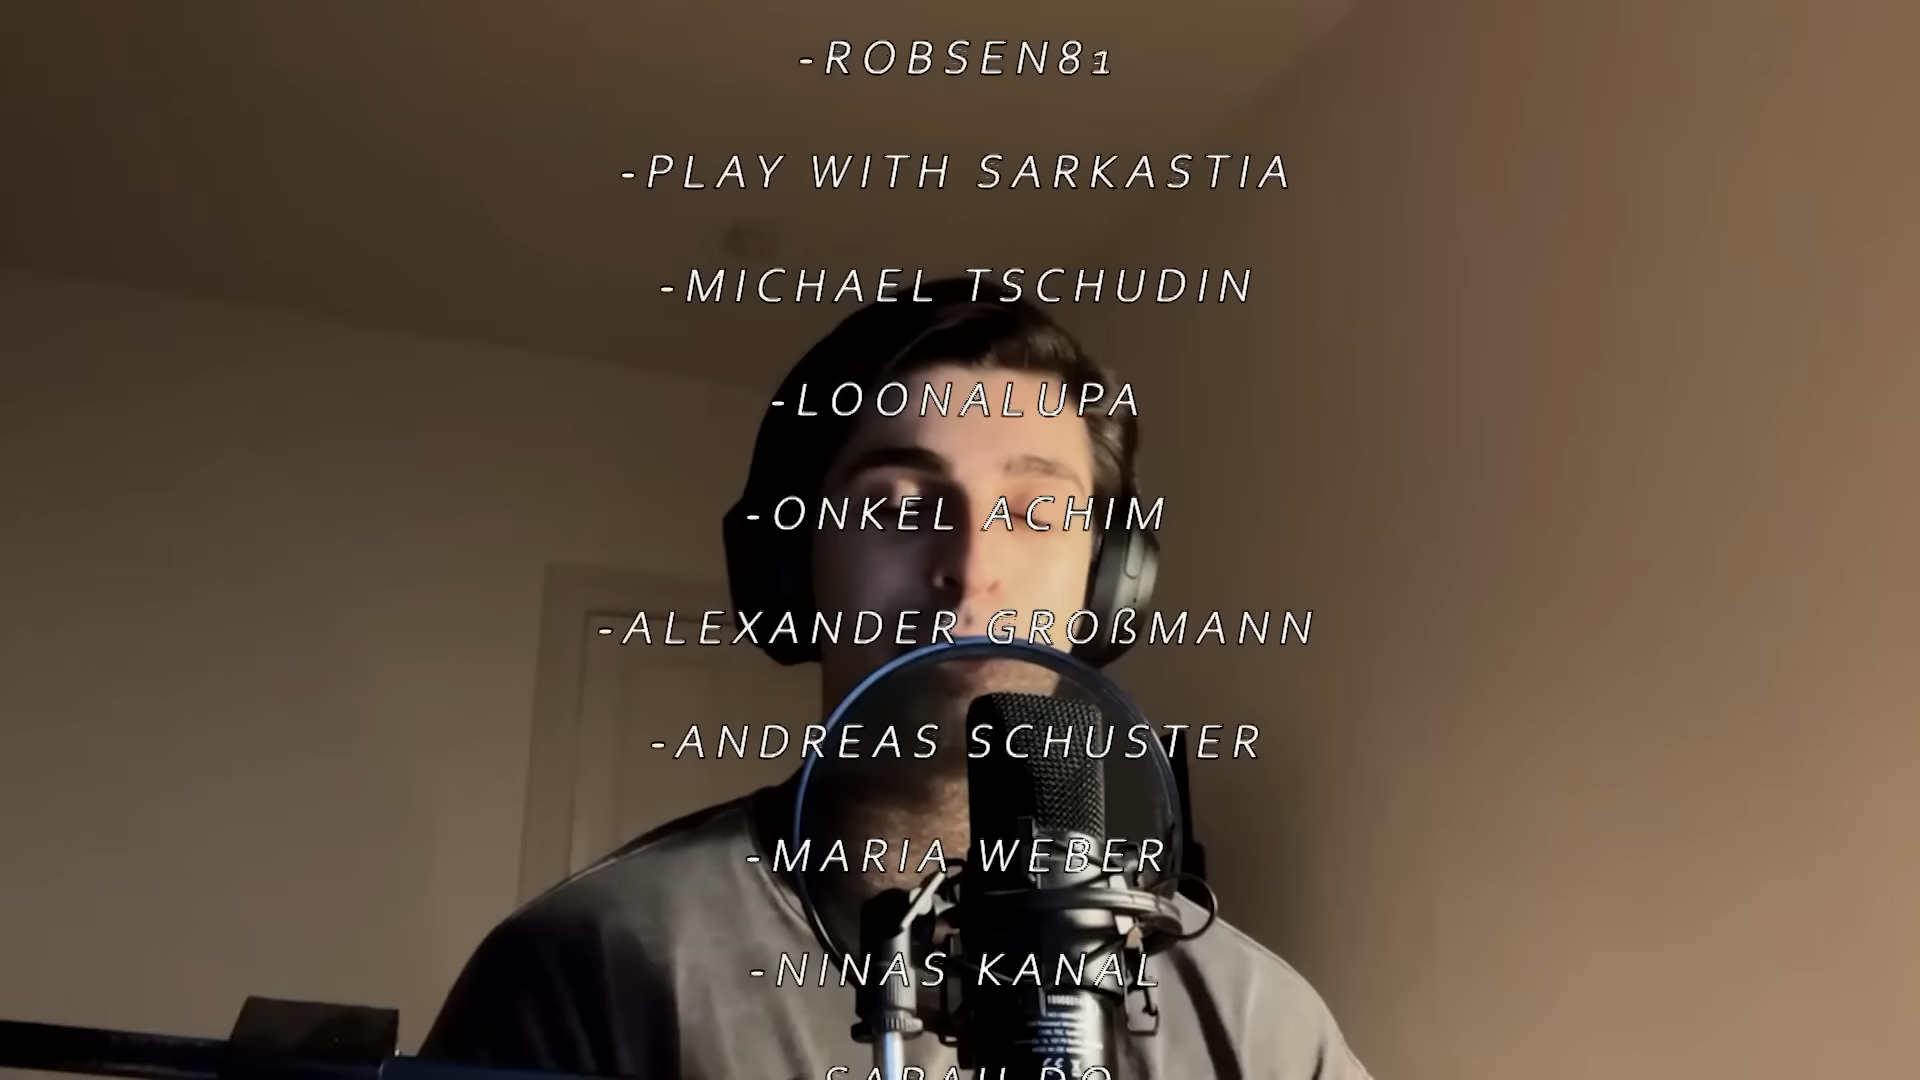 -ROBSEN81
-PLAY WITH SARKASTIA
-MICHAEL TSCHUDIN
-LOONALUPA
-ONKEL ACHIM
-ALEXANDER GROßMANN
-ANDREAS SCHUSTER
-MARIA WEBER
-NINAS KANAL